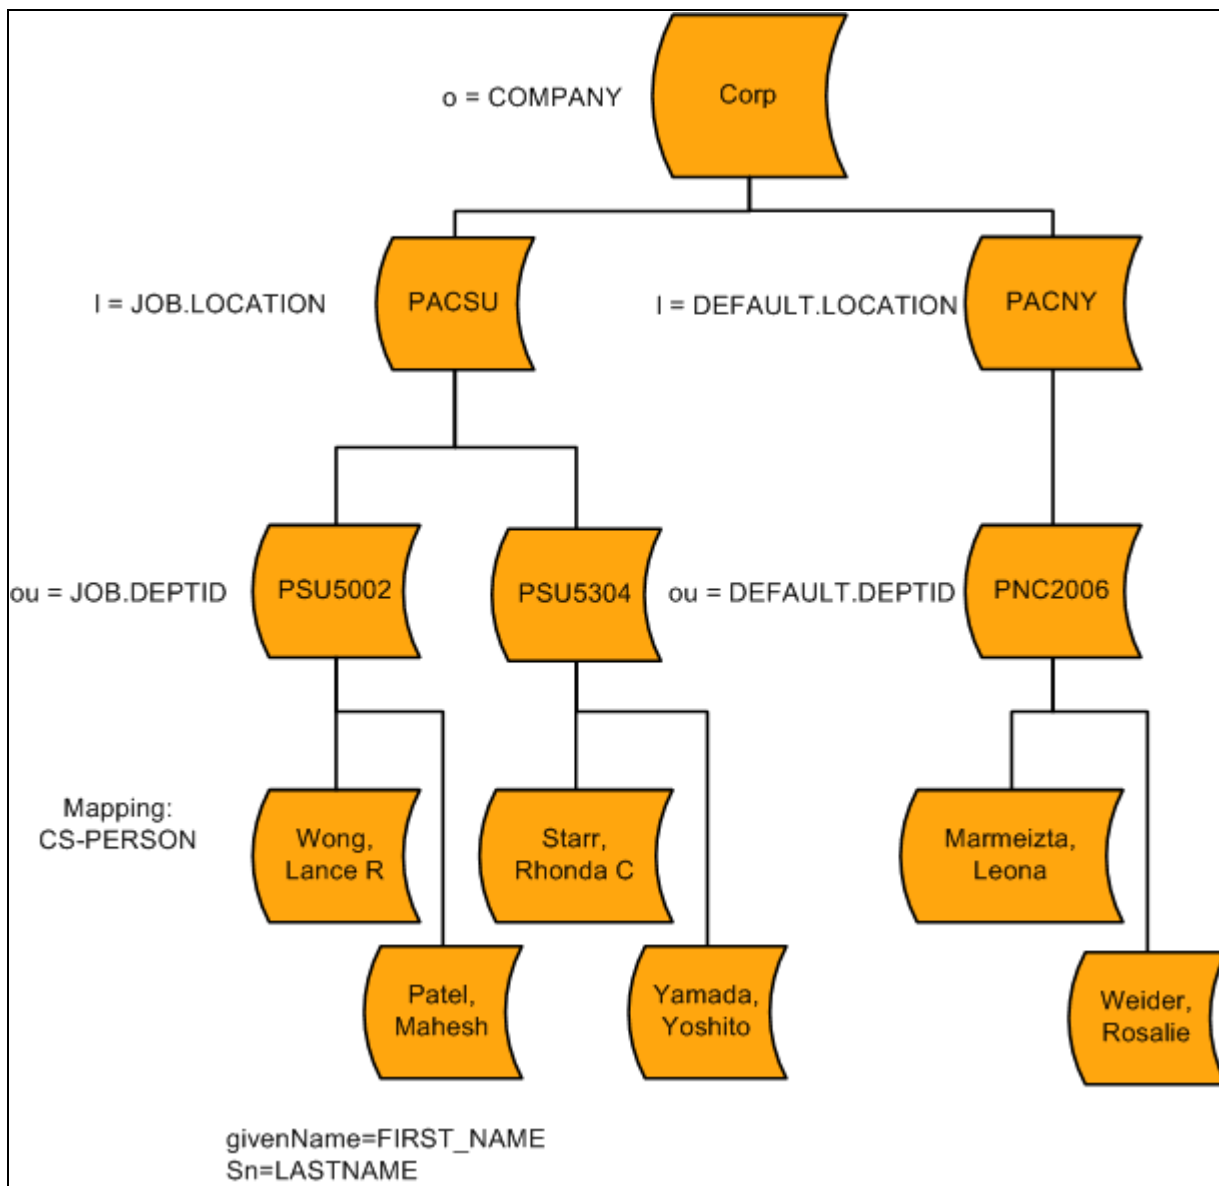 o = COMPANY
Corp
l = JOB.LOCATION
PACSU
l = DEFAULT.LOCATION
PACNY
ou = JOB.DEPTID
PSU5002
PSU5304
ou = DEFAULT.DEPTID
PNC2006
Mapping:
CS-PERSON
Wong,
Lance R
Starr,
Rhonda C
Marmeizta,
Leona
Patel,
Mahesh
Yamada,
Yoshito
Weider,
Rosalie
givenName=FIRST_NAME
Sn=LASTNAME